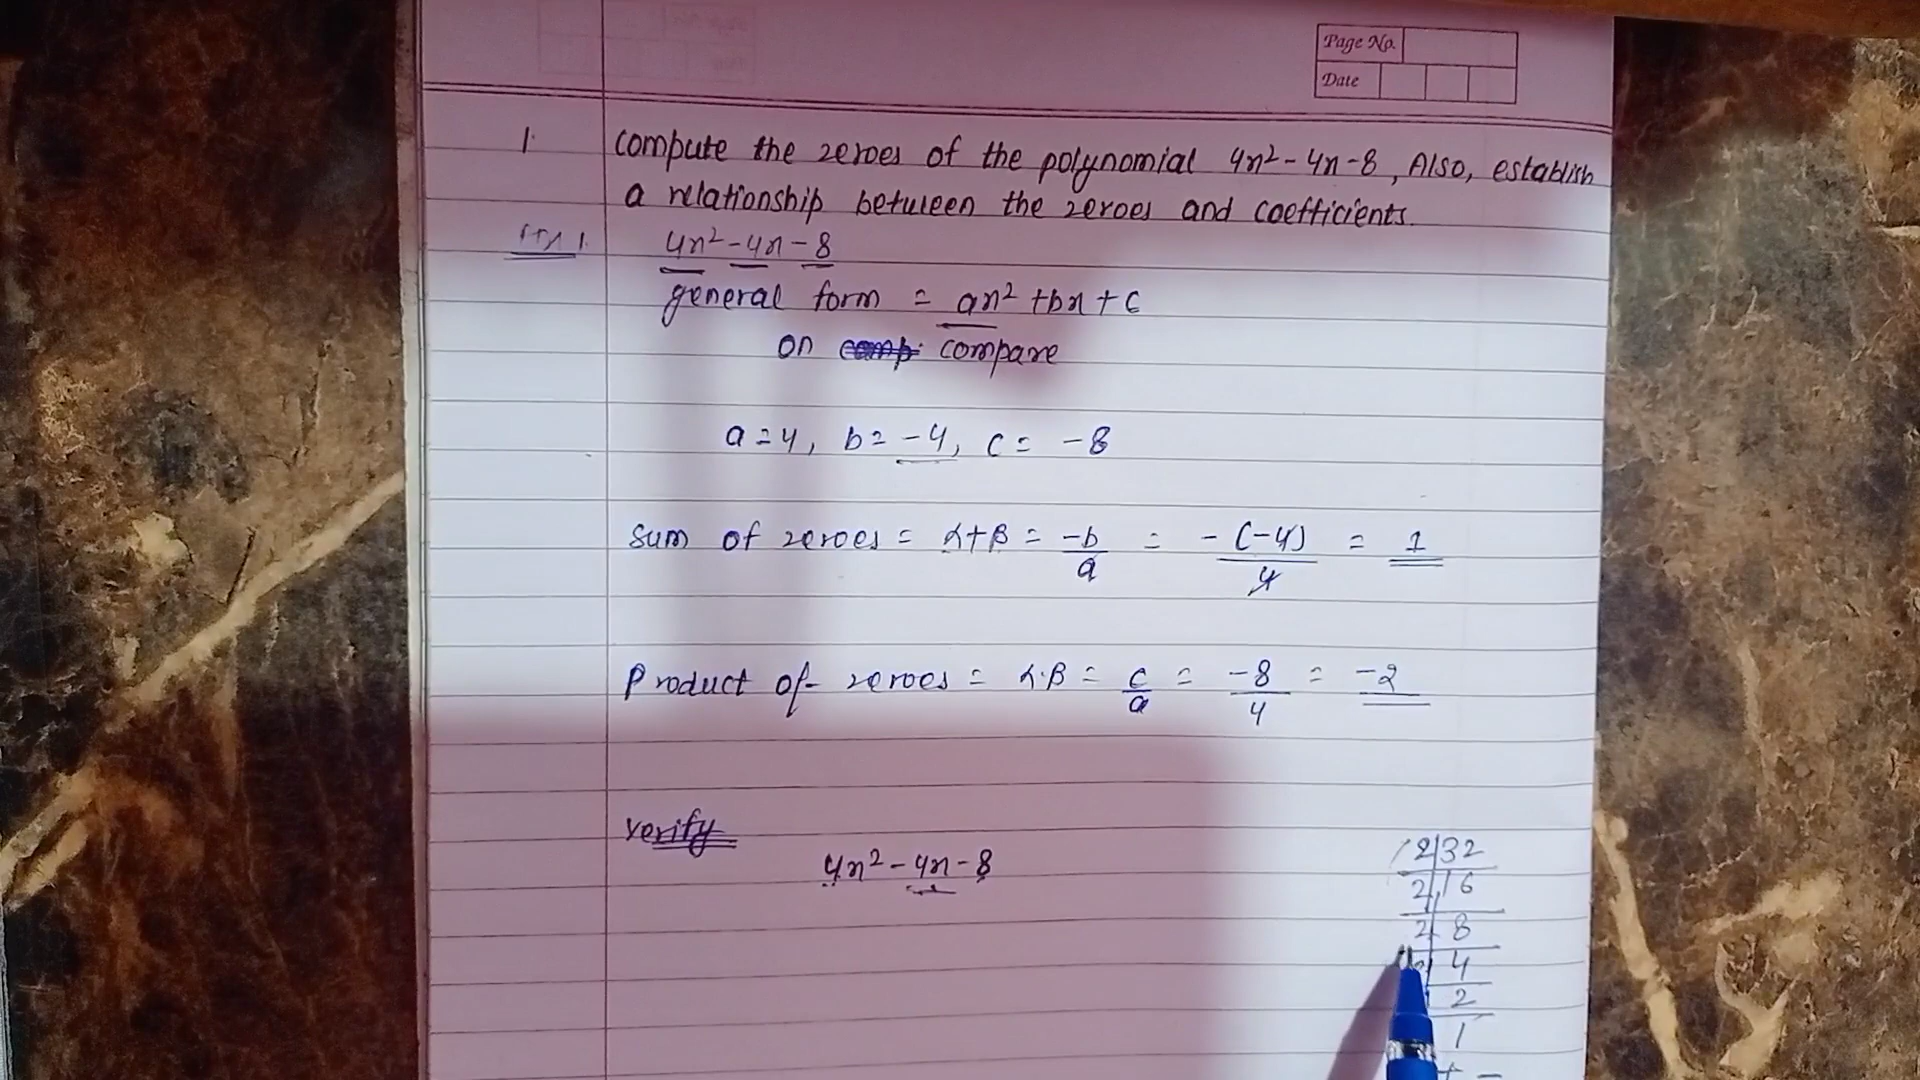 Page No.
Date
1. compute the zeroes of the polynomial 4x² - 4x - 8, Also, establish
a relationship between the zeroes and coefficients.
4x² - 4x - 8
general form = ax² + bx + c
on comp. compare
a = 4, b = -4, c = -8
Sum of zeroes = α+β = -b/a = -(-4)/4 = 1
Product of zeroes = α·β = c/a = -8/4 = -2
Verify
4x² - 4x - 8
2|32
2|16
2|8
4
2
1
+ -